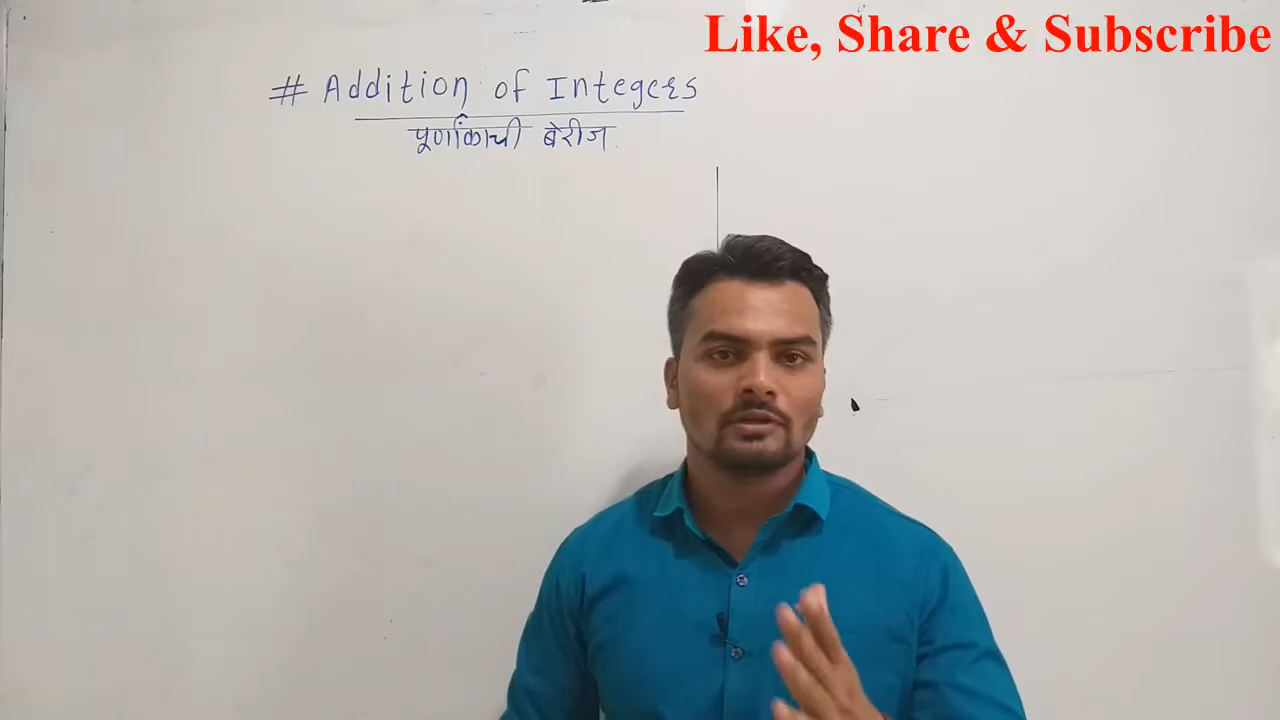 Like, Share & Subscribe
# Addition of Integers
पूर्णांकाची बेरीज